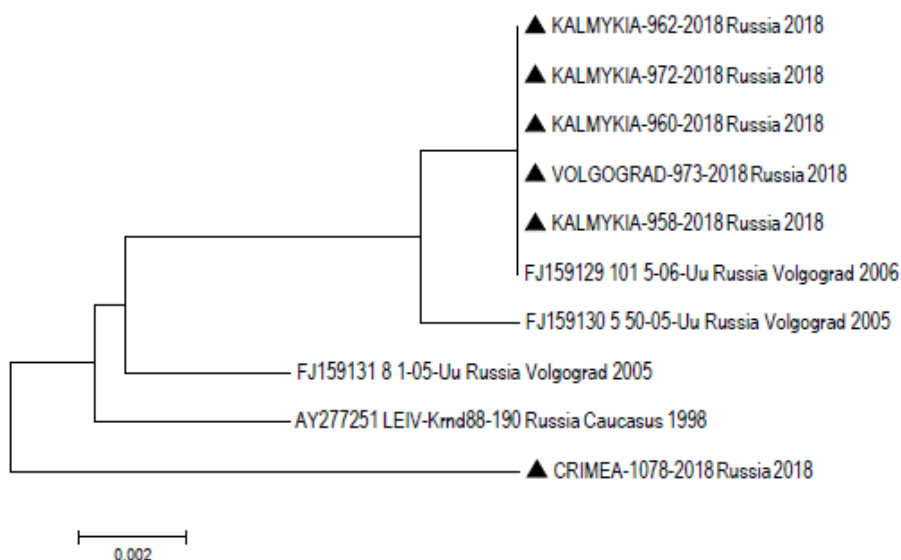 ▲ KALMYKIA-962-2018 Russia 2018
▲ KALMYKIA-972-2018 Russia 2018
▲ KALMYKIA-960-2018 Russia 2018
▲ VOLGOGRAD-973-2018 Russia 2018
▲ KALMYKIA-958-2018 Russia 2018
FJ159129 101 5-06-Uu Russia Volgograd 2006
FJ159130 5 50-05-Uu Russia Volgograd 2005
FJ159131 8 1-05-Uu Russia Volgograd 2005
AY277251 LEIV-Krnd88-190 Russia Caucasus 1998
▲ CRIMEA-1078-2018 Russia 2018
0.002